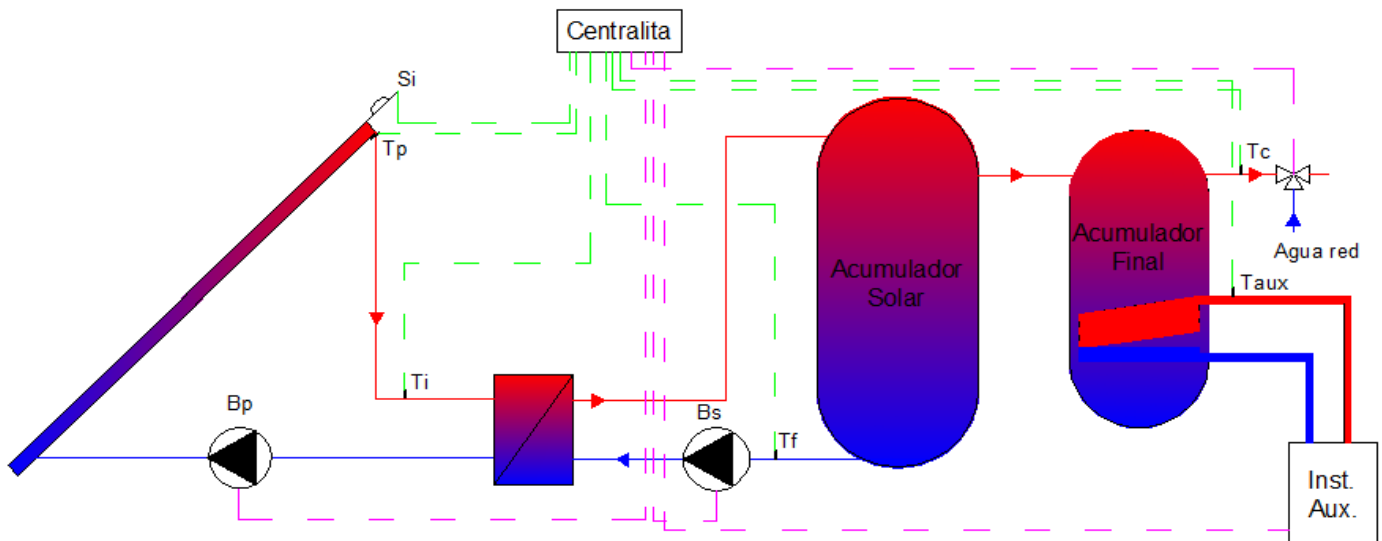 Centralita
Si
Tp
Tc
Agua red
Acumulador
Final
Acumulador
Solar
Taux
Ti
Bp
Bs
Tf
Inst.
Aux.